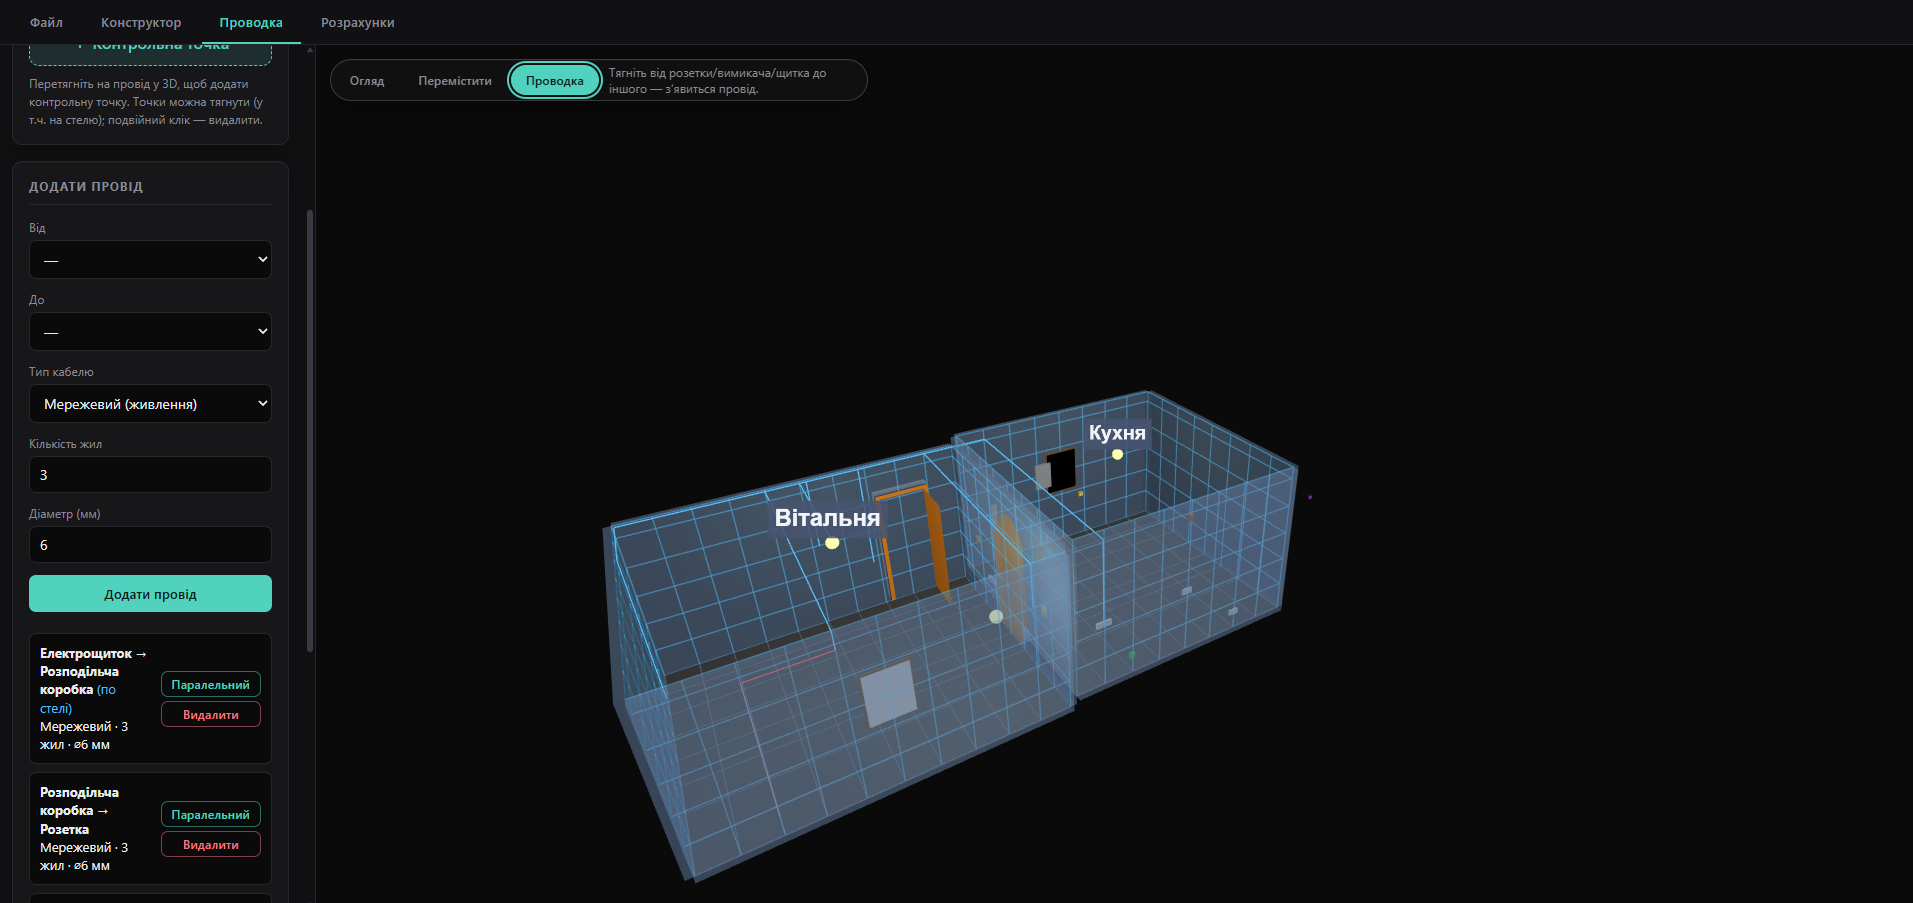 Файл Конструктор Проводка Розрахунки
+ Контрольна точка
Перетягніть на провід у 3D, щоб додати
контрольну точку. Точки можна тягнути (у
т.ч. на стелю); подвійний клік — видалити.
ДОДАТИ ПРОВІД
Від
—
До
—
Тип кабелю
Мережевий (живлення)
Кількість жил
3
Діаметр (мм)
6
Додати провід
Електрощиток →
Розподільча
коробка (по
стелі)
Мережевий · 3
жил · ⌀6 мм
Паралельний
Видалити
Розподільча
коробка →
Розетка
Мережевий · 3
жил · ⌀6 мм
Паралельний
Видалити
Огляд Перемістити Проводка
Тягніть від розетки/вимикача/щитка до
іншого — з'явиться провід.
Кухня
Вітальня